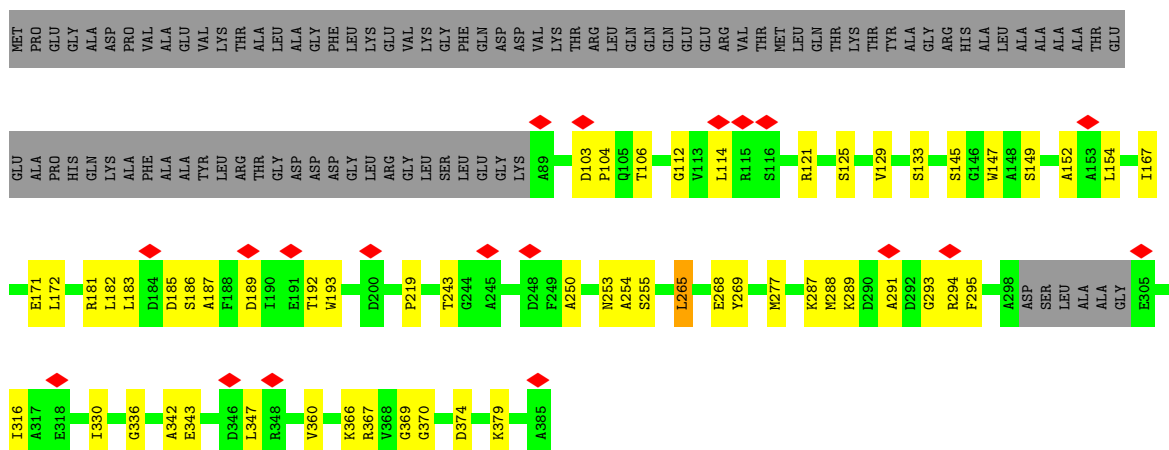 MET PRO GLU GLY ALA ASP PRO VAL ALA GLU VAL LYS THR ALA LEU ALA GLY PHE LEU LYS GLU VAL LYS GLY PHE GLN ASP ASP VAL LYS THR ARG LEU GLN GLN GLN GLU GLU ARG VAL THR MET LEU GLN THR LYS THR TYR ALA GLY ARG HIS ALA LEU ALA ALA ALA ALA THR GLU
GLU ALA PRO HIS GLN LYS ALA PHE ALA ALA TYR LEU ARG THR GLY ASP ASP ASP GLY LEU ARG GLY LEU SER LEU GLU GLY LYS A89 D103 P104 Q105 T106 G112 V113 L114 R115 S116 R121 S125 V129 S133 S145 G146 W147 A148 S149 A152 A153 L154 I167
E171 L172 R181 L182 L183 D184 D185 S186 A187 F188 D189 I190 E191 T192 W193 D200 P219 T243 G244 A245 D248 F249 A250 N253 A254 S255 L265 E268 Y269 M277 K287 M288 K289 D290 A291 D292 G293 R294 F295 A298 ASP SER LEU ALA ALA GLY E305
I316 A317 E318 I330 G336 A342 E343 D346 L347 R348 V360 K366 R367 V368 G369 G370 D374 K379 A385